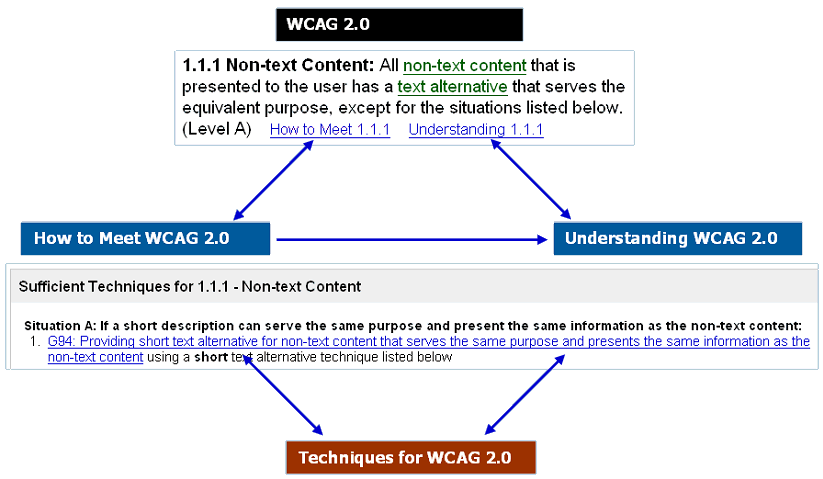 WCAG 2.0
1.1.1 Non-text Content: All non-text content that is
presented to the user has a text alternative that serves the
equivalent purpose, except for the situations listed below.
(Level A) How to Meet 1.1.1 Understanding 1.1.1
How to Meet WCAG 2.0
Understanding WCAG 2.0
Sufficient Techniques for 1.1.1 - Non-text Content
Situation A: If a short description can serve the same purpose and present the same information as the non-text content:
1. G94: Providing short text alternative for non-text content that serves the same purpose and presents the same information as the
non-text content using a short text alternative technique listed below
Techniques for WCAG 2.0